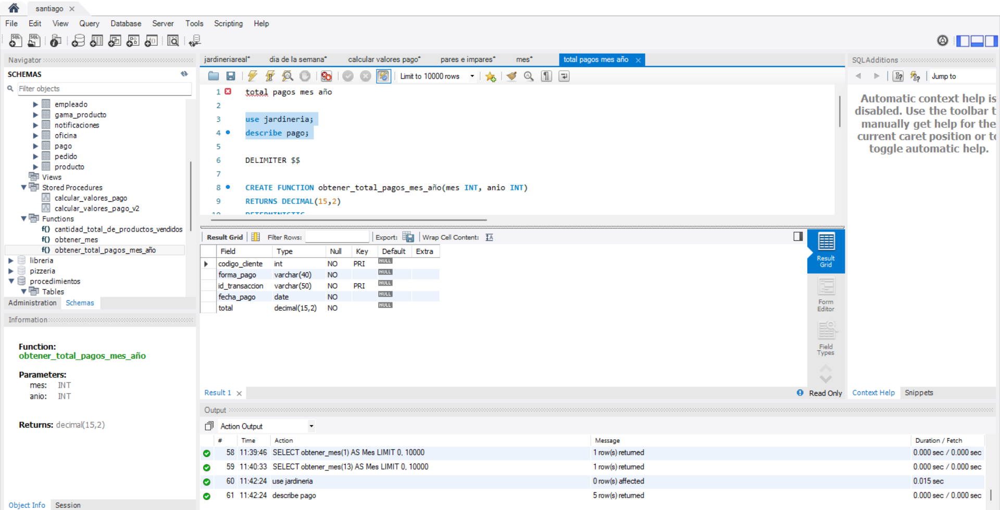 santiago
File Edit View Query Database Server Tools Scripting Help
Navigator
SCHEMAS
Filter objects
empleado
gama_producto
notificaciones
oficina
pago
pedido
producto
Views
Stored Procedures
calcular_valores_pago
calcular_valores_pago_v2
Functions
f() cantidad_total_de_productos_vendidos
f() obtener_mes
f() obtener_total_pagos_mes_año
libreria
pizzeria
procedimientos
Tables
Administration Schemas
Information
Function:
obtener_total_pagos_mes_año
Parameters:
mes: INT
anio: INT
Returns: decimal(15,2)
Object Info Session
jardineriareal* dia de la semana* calcular valores pago* pares e impares* mes* total pagos mes año
Limit to 10000 rows
1 total pagos mes año
2
3 use jardineria;
4 describe pago;
5
6 DELIMITER $$
7
8 CREATE FUNCTION obtener_total_pagos_mes_año(mes INT, anio INT)
9 RETURNS DECIMAL(15,2)
10 DETERMINISTIC
Result Grid Filter Rows: Export: Wrap Cell Content:
Field Type Null Key Default Extra
codigo_cliente int NO PRI NULL
forma_pago varchar(40) NO NULL
id_transaccion varchar(50) NO PRI NULL
fecha_pago date NO NULL
total decimal(15,2) NO NULL
Result Grid
Form Editor
Field Types
Result 1 Read Only
Output
Action Output
# Time Action Message Duration / Fetch
58 11:39:46 SELECT obtener_mes(1) AS Mes LIMIT 0, 10000 1 row(s) returned 0.000 sec / 0.000 sec
59 11:40:33 SELECT obtener_mes(13) AS Mes LIMIT 0, 10000 1 row(s) returned 0.000 sec / 0.000 sec
60 11:42:24 use jardineria 0 row(s) affected 0.015 sec
61 11:42:24 describe pago 5 row(s) returned 0.000 sec / 0.000 sec
SQLAdditions
Jump to
Automatic context help is
disabled. Use the toolbar t
manually get help for the
current caret position or to
toggle automatic help.
Context Help Snippets